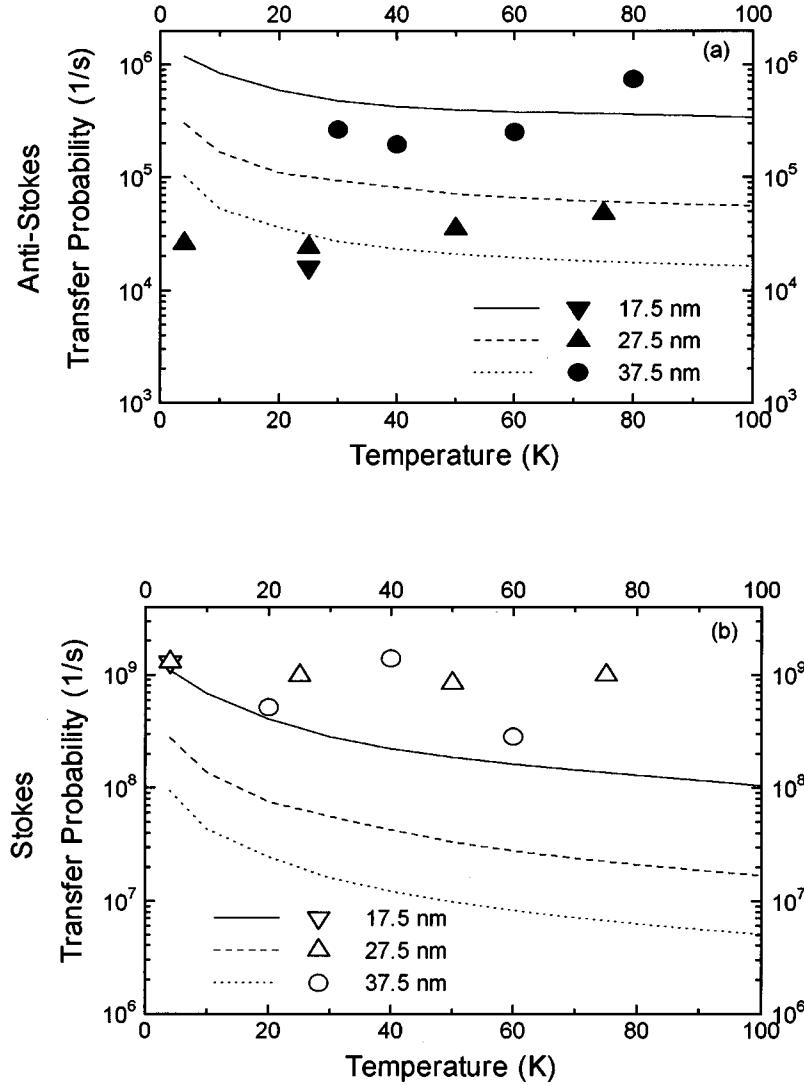 0 20 40 60 80 100
(a)
10^6 10^6
10^5 10^5
10^4 10^4
10^3 10^3
Anti-Stokes
Transfer Probability (1/s)
17.5 nm
27.5 nm
37.5 nm
0 20 40 60 80 100
Temperature (K)
0 20 40 60 80 100
(b)
10^9 10^9
10^8 10^8
10^7 10^7
10^6 10^6
Stokes
Transfer Probability (1/s)
17.5 nm
27.5 nm
37.5 nm
0 20 40 60 80 100
Temperature (K)